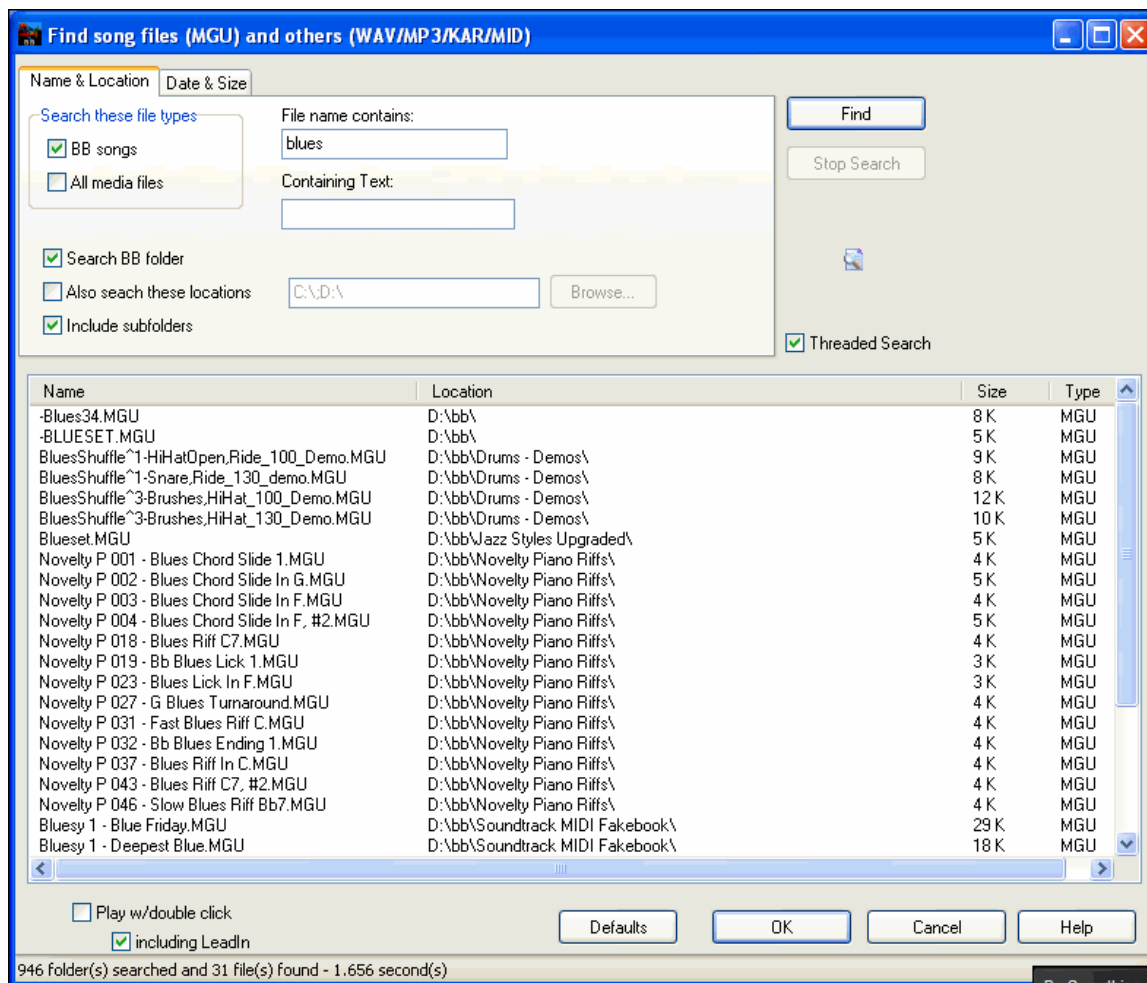 Find song files (MGU) and others (WAV/MP3/KAR/MID)
Name & Location Date & Size
Search these file types
BB songs
All media files
File name contains:
blues
Containing Text:
Find
Stop Search
Search BB folder
Also seach these locations C:\;D:\ Browse...
Include subfolders
Threaded Search
Name Location Size Type
-Blues34.MGU D:\bb\ 8 K MGU
-BLUESET.MGU D:\bb\ 5 K MGU
BluesShuffle^1-HiHatOpen,Ride_100_Demo.MGU D:\bb\Drums - Demos\ 9 K MGU
BluesShuffle^1-Snare,Ride_130_demo.MGU D:\bb\Drums - Demos\ 8 K MGU
BluesShuffle^3-Brushes,HiHat_100_Demo.MGU D:\bb\Drums - Demos\ 12 K MGU
BluesShuffle^3-Brushes,HiHat_130_Demo.MGU D:\bb\Drums - Demos\ 10 K MGU
Blueset.MGU D:\bb\Jazz Styles Upgraded\ 5 K MGU
Novelty P 001 - Blues Chord Slide 1.MGU D:\bb\Novelty Piano Riffs\ 4 K MGU
Novelty P 002 - Blues Chord Slide In G.MGU D:\bb\Novelty Piano Riffs\ 5 K MGU
Novelty P 003 - Blues Chord Slide In F.MGU D:\bb\Novelty Piano Riffs\ 4 K MGU
Novelty P 004 - Blues Chord Slide In F, #2.MGU D:\bb\Novelty Piano Riffs\ 5 K MGU
Novelty P 018 - Blues Riff C7.MGU D:\bb\Novelty Piano Riffs\ 4 K MGU
Novelty P 019 - Bb Blues Lick 1.MGU D:\bb\Novelty Piano Riffs\ 3 K MGU
Novelty P 023 - Blues Lick In F.MGU D:\bb\Novelty Piano Riffs\ 3 K MGU
Novelty P 027 - G Blues Turnaround.MGU D:\bb\Novelty Piano Riffs\ 4 K MGU
Novelty P 031 - Fast Blues Riff C.MGU D:\bb\Novelty Piano Riffs\ 4 K MGU
Novelty P 032 - Bb Blues Ending 1.MGU D:\bb\Novelty Piano Riffs\ 4 K MGU
Novelty P 037 - Blues Riff In C.MGU D:\bb\Novelty Piano Riffs\ 4 K MGU
Novelty P 043 - Blues Riff C7, #2.MGU D:\bb\Novelty Piano Riffs\ 4 K MGU
Novelty P 046 - Slow Blues Riff Bb7.MGU D:\bb\Novelty Piano Riffs\ 4 K MGU
Bluesy 1 - Blue Friday.MGU D:\bb\Soundtrack MIDI Fakebook\ 29 K MGU
Bluesy 1 - Deepest Blue.MGU D:\bb\Soundtrack MIDI Fakebook\ 18 K MGU
Play w/double click
including LeadIn
Defaults OK Cancel Help
946 folder(s) searched and 31 file(s) found - 1.656 second(s)